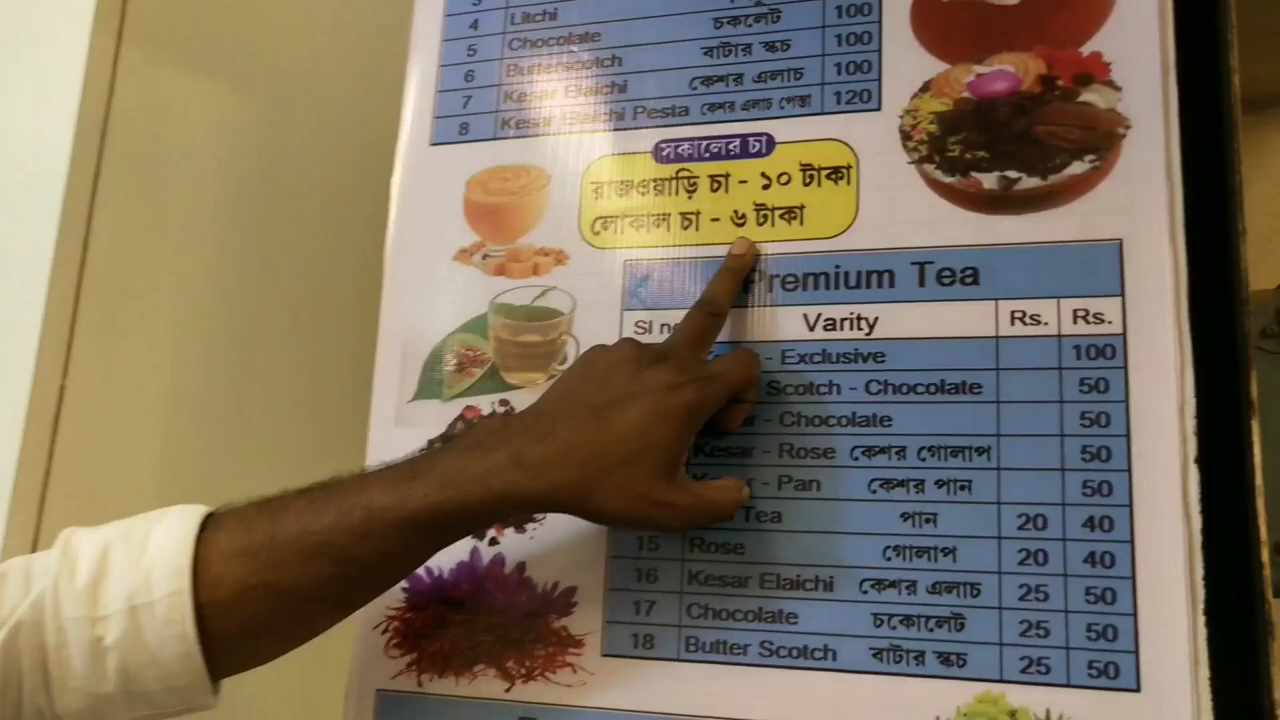 4 Litchi
5 Chocolate চকলেট 100
6 Butterscotch বাটার স্কচ 100
7 Kesar Elaichi কেশর এলাচ 100
8 Kesar Elaichi Pesta কেশর এলাচ পেস্তা 120
100
সকালের চা
রাজওয়াড়ি চা - ১০ টাকা
লোকাল চা - ৬ টাকা
Premium Tea
Sl no Varity Rs. Rs.
- Exclusive 100
Scotch - Chocolate 50
- Chocolate 50
Kesar - Rose কেশর গোলাপ 50
- Pan কেশর পান 50
Tea পান 20 40
15 Rose গোলাপ 20 40
16 Kesar Elaichi কেশর এলাচ 25 50
17 Chocolate চকোলেট 25 50
18 Butter Scotch বাটার স্কচ 25 50